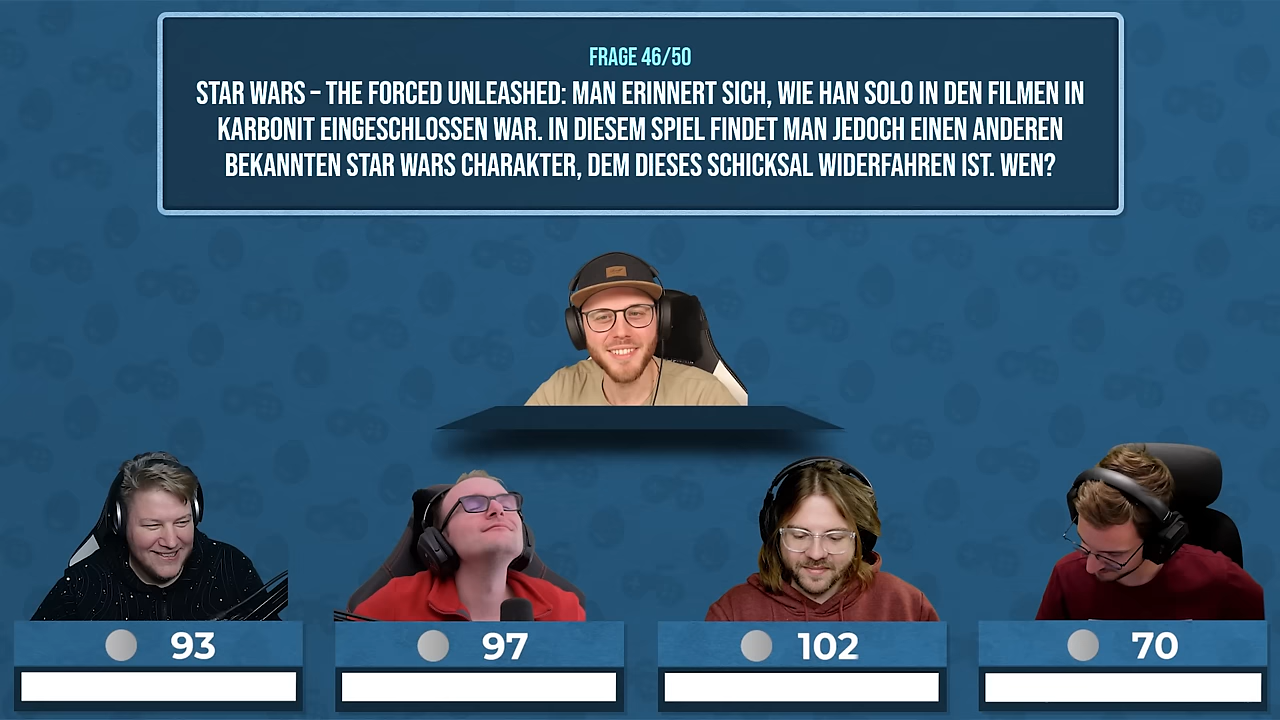 FRAGE 46/50
STAR WARS – THE FORCED UNLEASHED: MAN ERINNERT SICH, WIE HAN SOLO IN DEN FILMEN IN
KARBONIT EINGESCHLOSSEN WAR. IN DIESEM SPIEL FINDET MAN JEDOCH EINEN ANDEREN
BEKANNTEN STAR WARS CHARAKTER, DEM DIESES SCHICKSAL WIDERFAHREN IST. WEN?
93
97
102
70